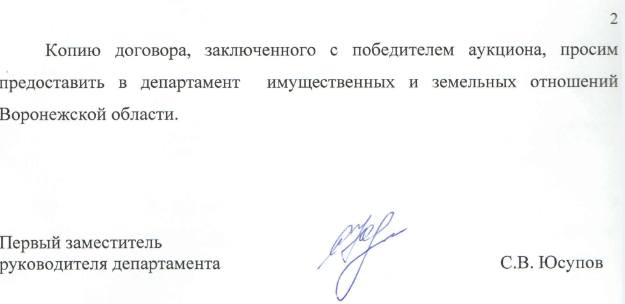 2
Копию договора, заключенного с победителем аукциона, просим
предоставить в департамент имущественных и земельных отношений
Воронежской области.
Первый заместитель
руководителя департамента
С.В. Юсупов